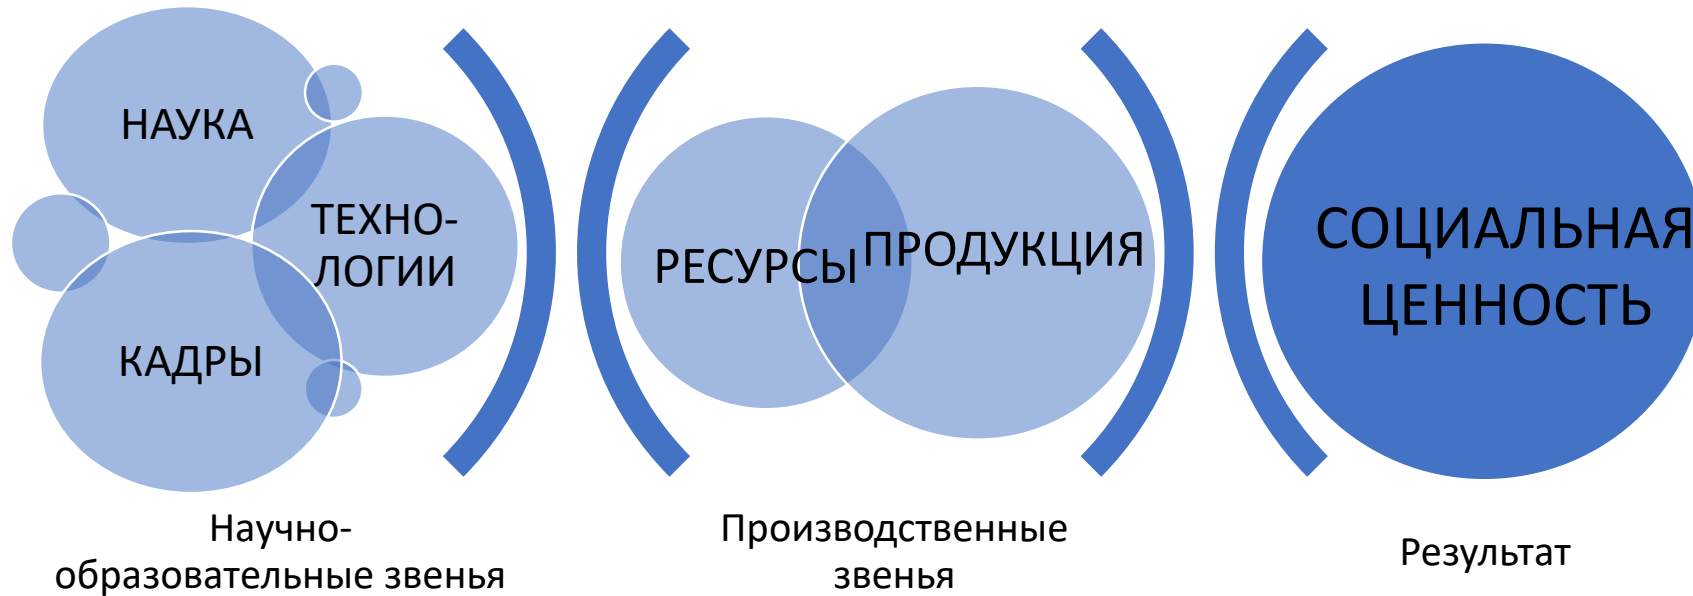 НАУКА
ТЕХНО-
ЛОГИИ
КАДРЫ
Научно-
образовательные звенья
РЕСУРСЫ
ПРОДУКЦИЯ
Производственные
звенья
СОЦИАЛЬНАЯ
ЦЕННОСТЬ
Результат